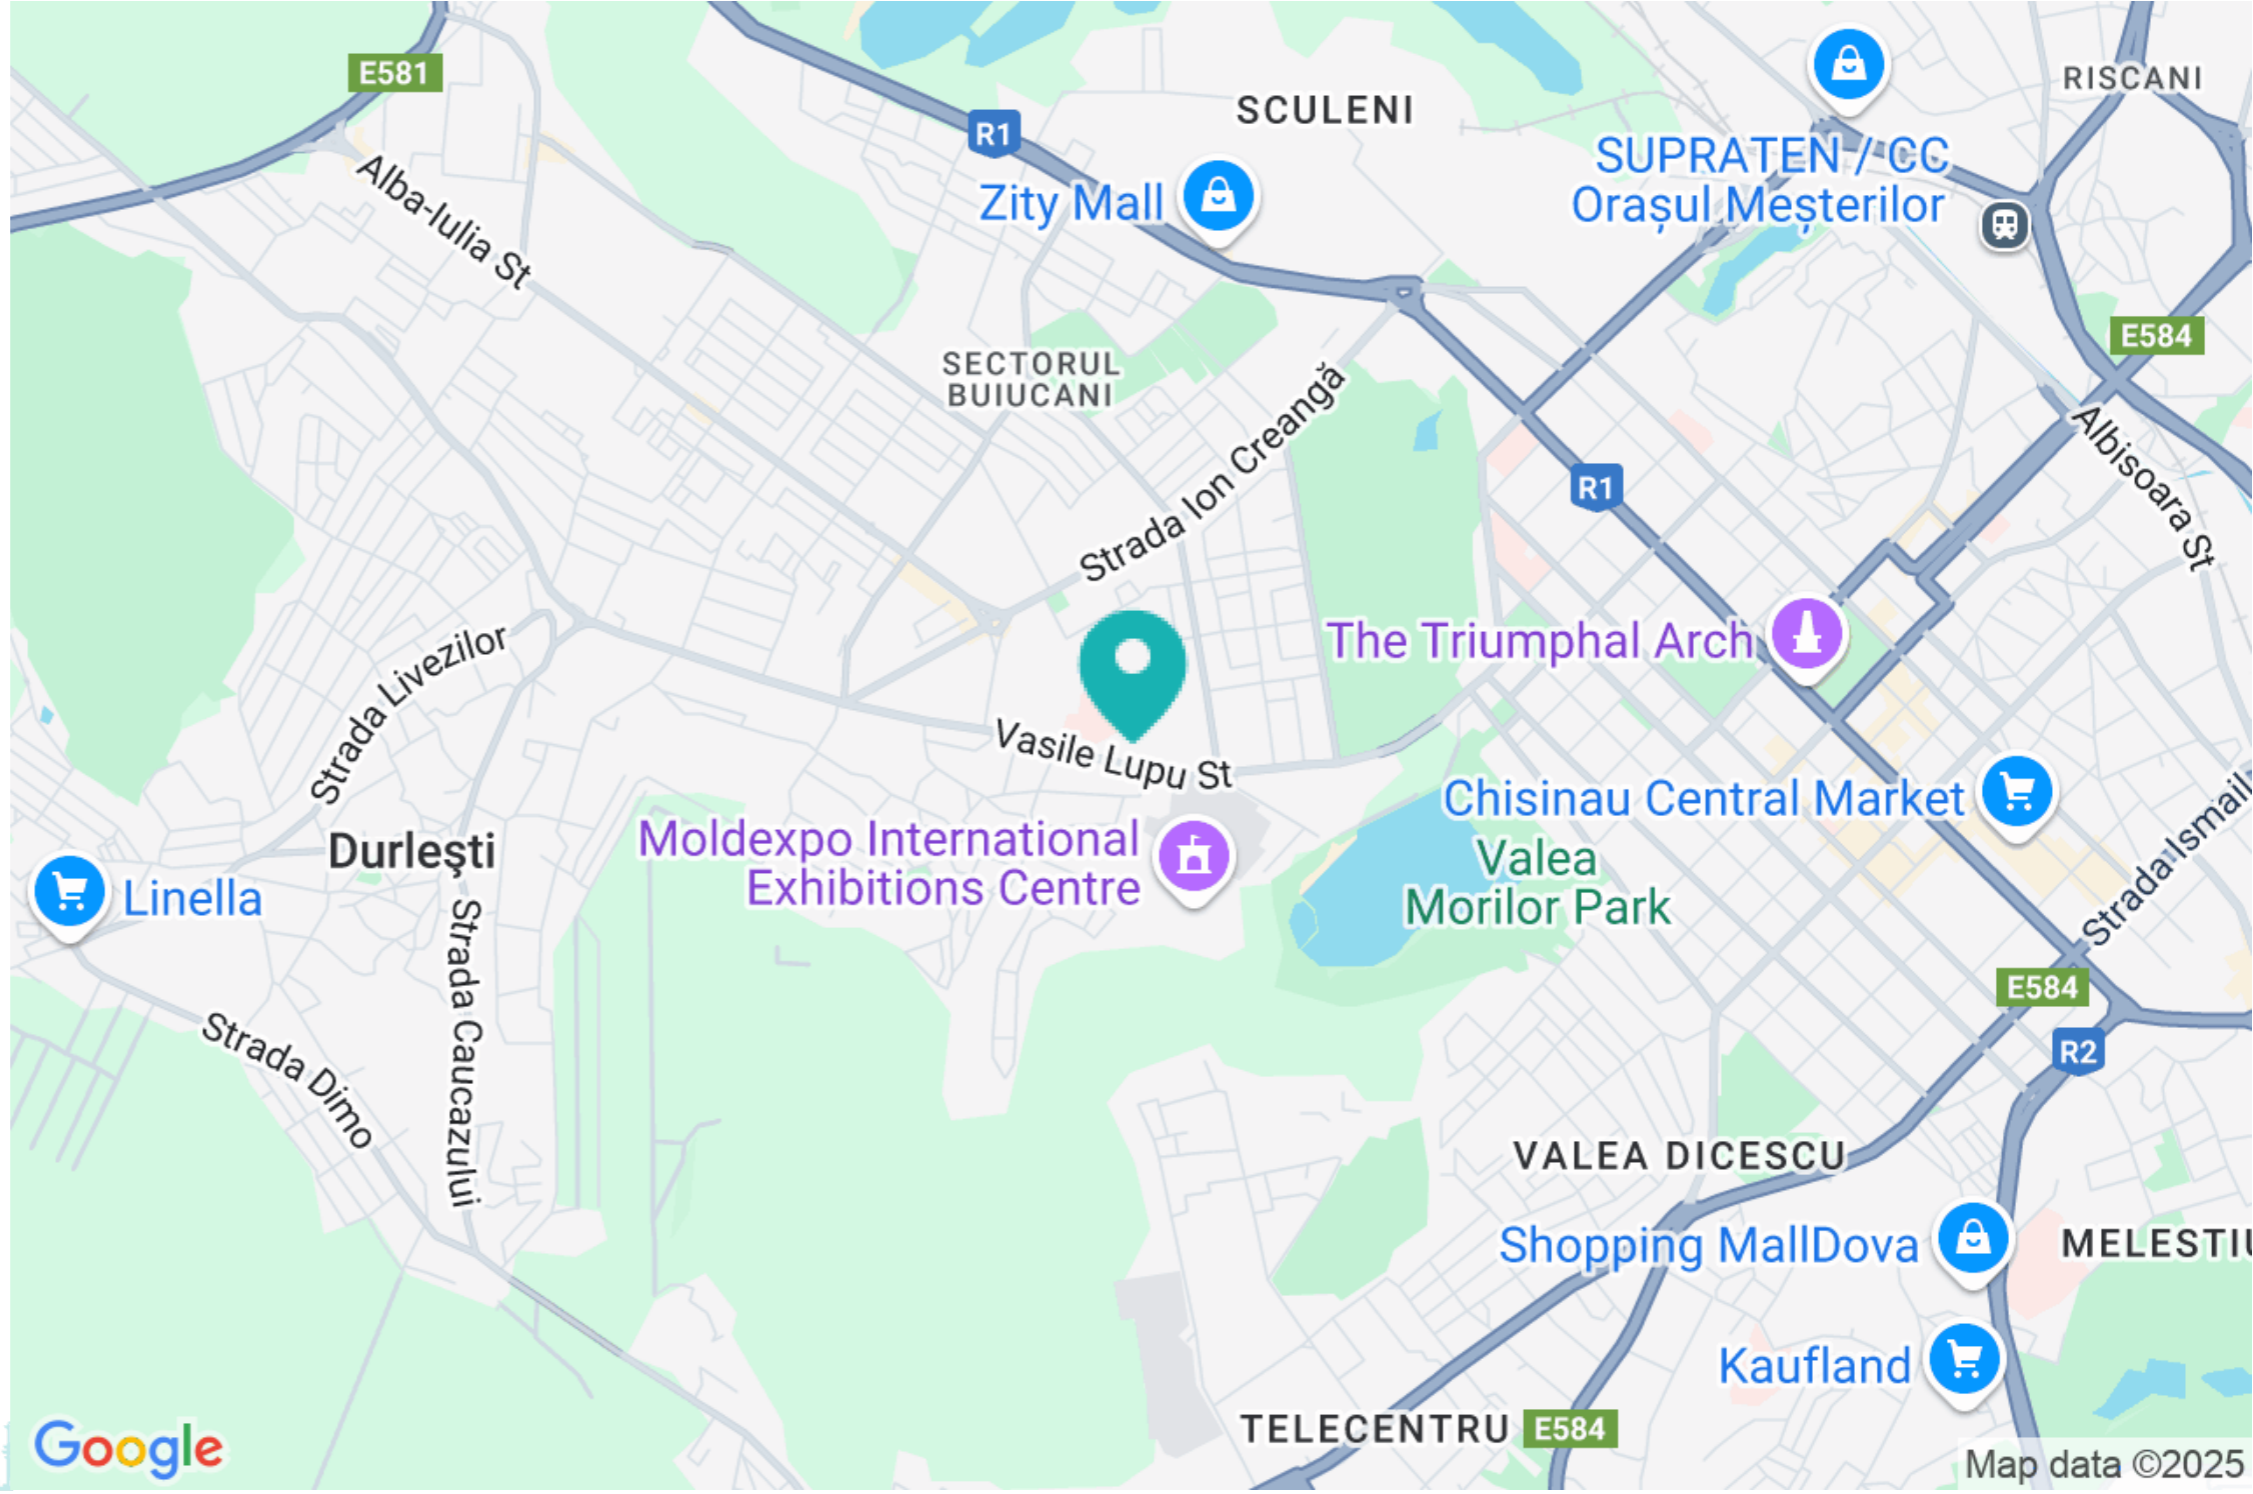 E581
R1
SCULENI
RISCANI
SUPRATEN / CC
Orașul Meșterilor
Zity Mall
Alba-Iulia St
E584
SECTORUL
BUIUCANI
Strada Ion Creangă
R1
Albisoara St
The Triumphal Arch
Strada Livezilor
Vasile Lupu St
Chisinau Central Market
Strada Ismail
Moldexpo International
Exhibitions Centre
Durlești
Valea
Morilor Park
Linella
Strada Caucazului
E584
Strada Dimo
R2
VALEA DICESCU
Shopping MallDova
MELESTIU
Kaufland
TELECENTRU
E584
Google
Map data ©2025